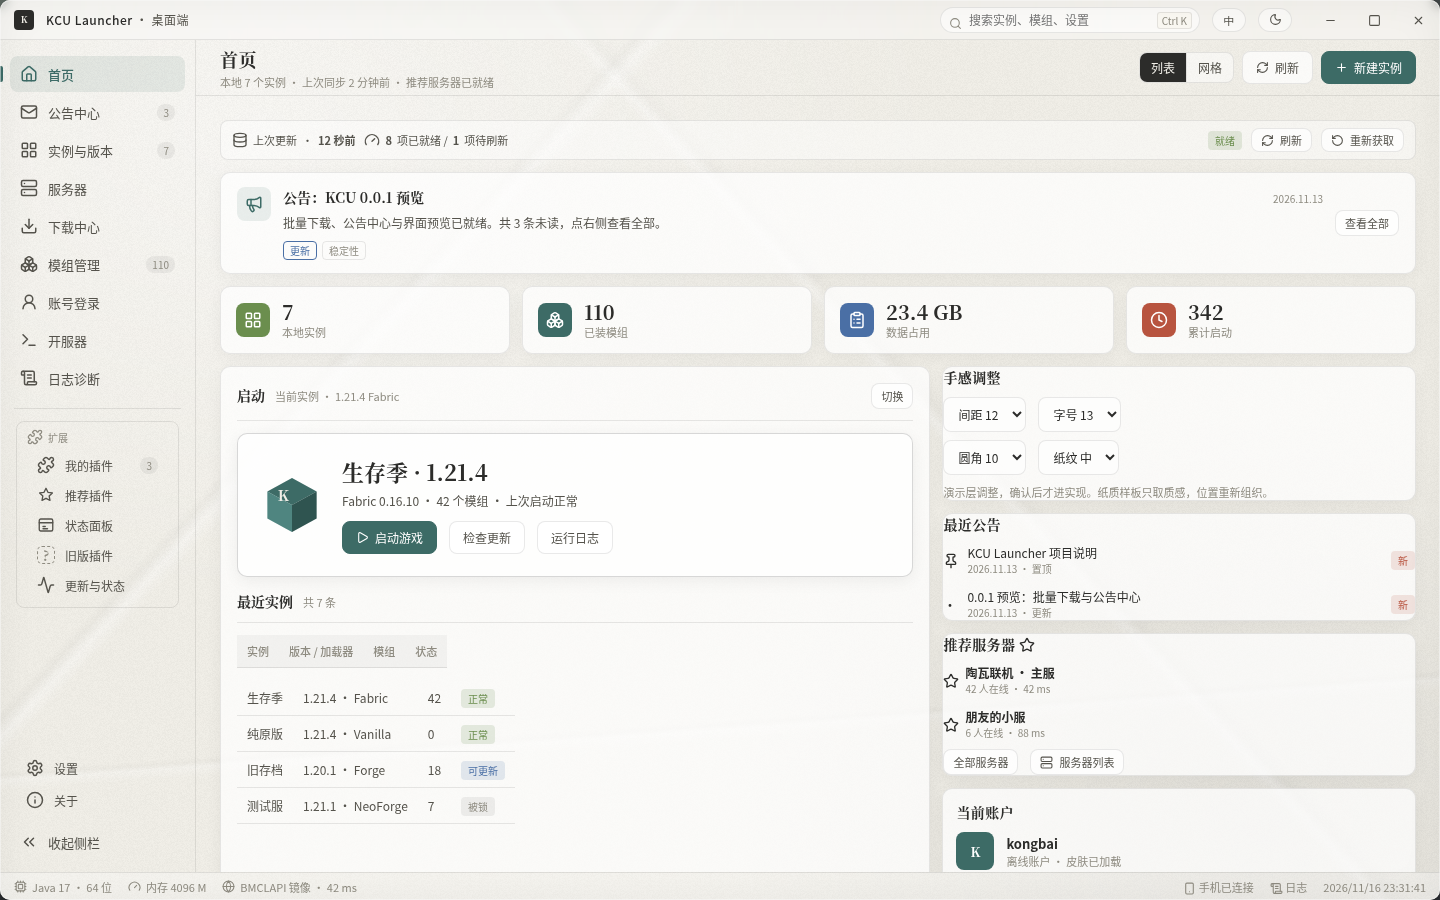 K KCU Launcher · 桌面端
搜索实例、模组、设置 Ctrl K 中
首页
公告中心 3
实例与版本 7
服务器
下载中心
模组管理 110
账号登录
开服器
日志诊断
扩展
我的插件 3
推荐插件
状态面板
旧版插件
更新与状态
设置
关于
收起侧栏
首页
本地 7 个实例 · 上次同步 2 分钟前 · 推荐服务器已就绪
列表 网格 刷新 新建实例
上次更新 · 12 秒前 8 项已就绪 / 1 项待刷新
就绪 刷新 重新获取
公告：KCU 0.0.1 预览
批量下载、公告中心与界面预览已就绪。共 3 条未读，点右侧查看全部。
更新 稳定性
2026.11.13
查看全部
7
本地实例
110
已装模组
23.4 GB
数据占用
342
累计启动
启动 当前实例 · 1.21.4 Fabric 切换
K
生存季 · 1.21.4
Fabric 0.16.10 · 42 个模组 · 上次启动正常
启动游戏 检查更新 运行日志
最近实例 共 7 条
实例 版本 / 加载器 模组 状态
生存季 1.21.4 · Fabric 42 正常
纯原版 1.21.4 · Vanilla 0 正常
旧存档 1.20.1 · Forge 18 可更新
测试服 1.21.1 · NeoForge 7 被锁
手感调整
间距 12 字号 13
圆角 10 纸纹 中
演示层调整，确认后才进实现。纸质样板只取质感，位置重新组织。
最近公告
KCU Launcher 项目说明
2026.11.13 · 置顶
新
0.0.1 预览：批量下载与公告中心
2026.11.13 · 更新
新
推荐服务器
陶瓦联机 · 主服
42 人在线 · 42 ms
朋友的小服
6 人在线 · 88 ms
全部服务器 服务器列表
当前账户
K
kongbai
离线账户 · 皮肤已加载
Java 17 · 64 位 内存 4096 M BMCLAPI 镜像 · 42 ms
手机已连接 日志 2026/11/16 23:31:41